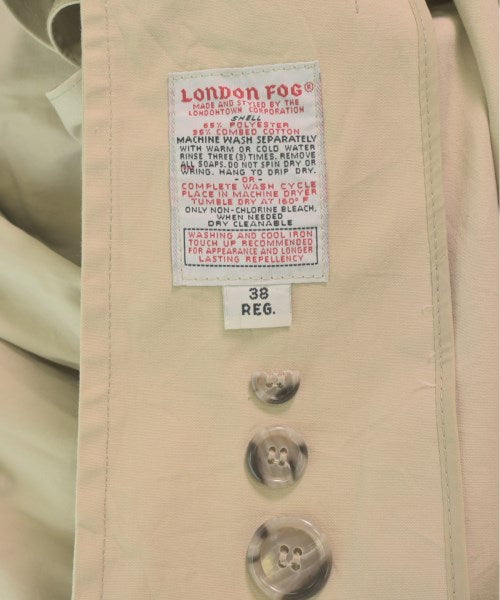 LONDON FOG®
MADE AND STYLED BY THE
LONDONTOWN CORPORATION
SHELL
65% POLYESTER
35% COMBED COTTON
MACHINE WASH SEPARATELY
WITH WARM OR COLD WATER
RINSE THREE (3) TIMES. REMOVE
ALL SOAPS. DO NOT SPIN DRY OR
WRING. HANG TO DRIP DRY.
-OR-
COMPLETE WASH CYCLE
PLACE IN MACHINE DRYER
TUMBLE DRY AT 160° F
ONLY NON-CHLORINE BLEACH,
WHEN NEEDED
DRY CLEANABLE
WASHING AND COOL IRON
TOUCH UP RECOMMENDED
FOR APPEARANCE AND LONGER
LASTING REPELLENCY
38
REG.